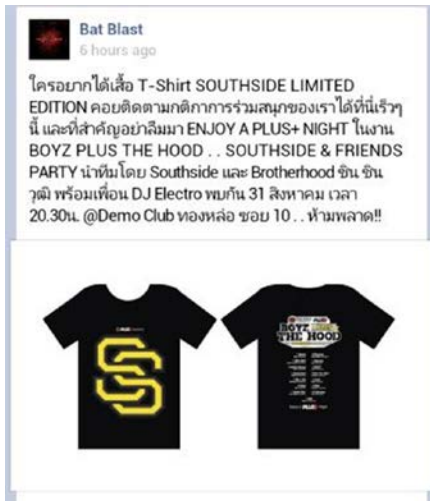 Bat Blast
6 hours ago
ใครอยากได้เสื้อ T-Shirt SOUTHSIDE LIMITED
EDITION คอยติดตามกติกาการร่วมสนุกของเราได้ที่นี่เร็วๆ
นี้ และที่สำคัญอย่าลืมมา ENJOY A PLUS+ NIGHT ในงาน
BOYZ PLUS THE HOOD . . SOUTHSIDE & FRIENDS
PARTY นำทีมโดย Southside และ Brotherhood ชิน ชิน
วุฒิ พร้อมเพื่อน DJ Electro พบกัน 31 สิงหาคม เวลา
20.30น. @Demo Club ทองหล่อ ซอย 10 . . ห้ามพลาด!!
PLUS
S
S
BOYZ PLUS
THE HOOD
PLUS